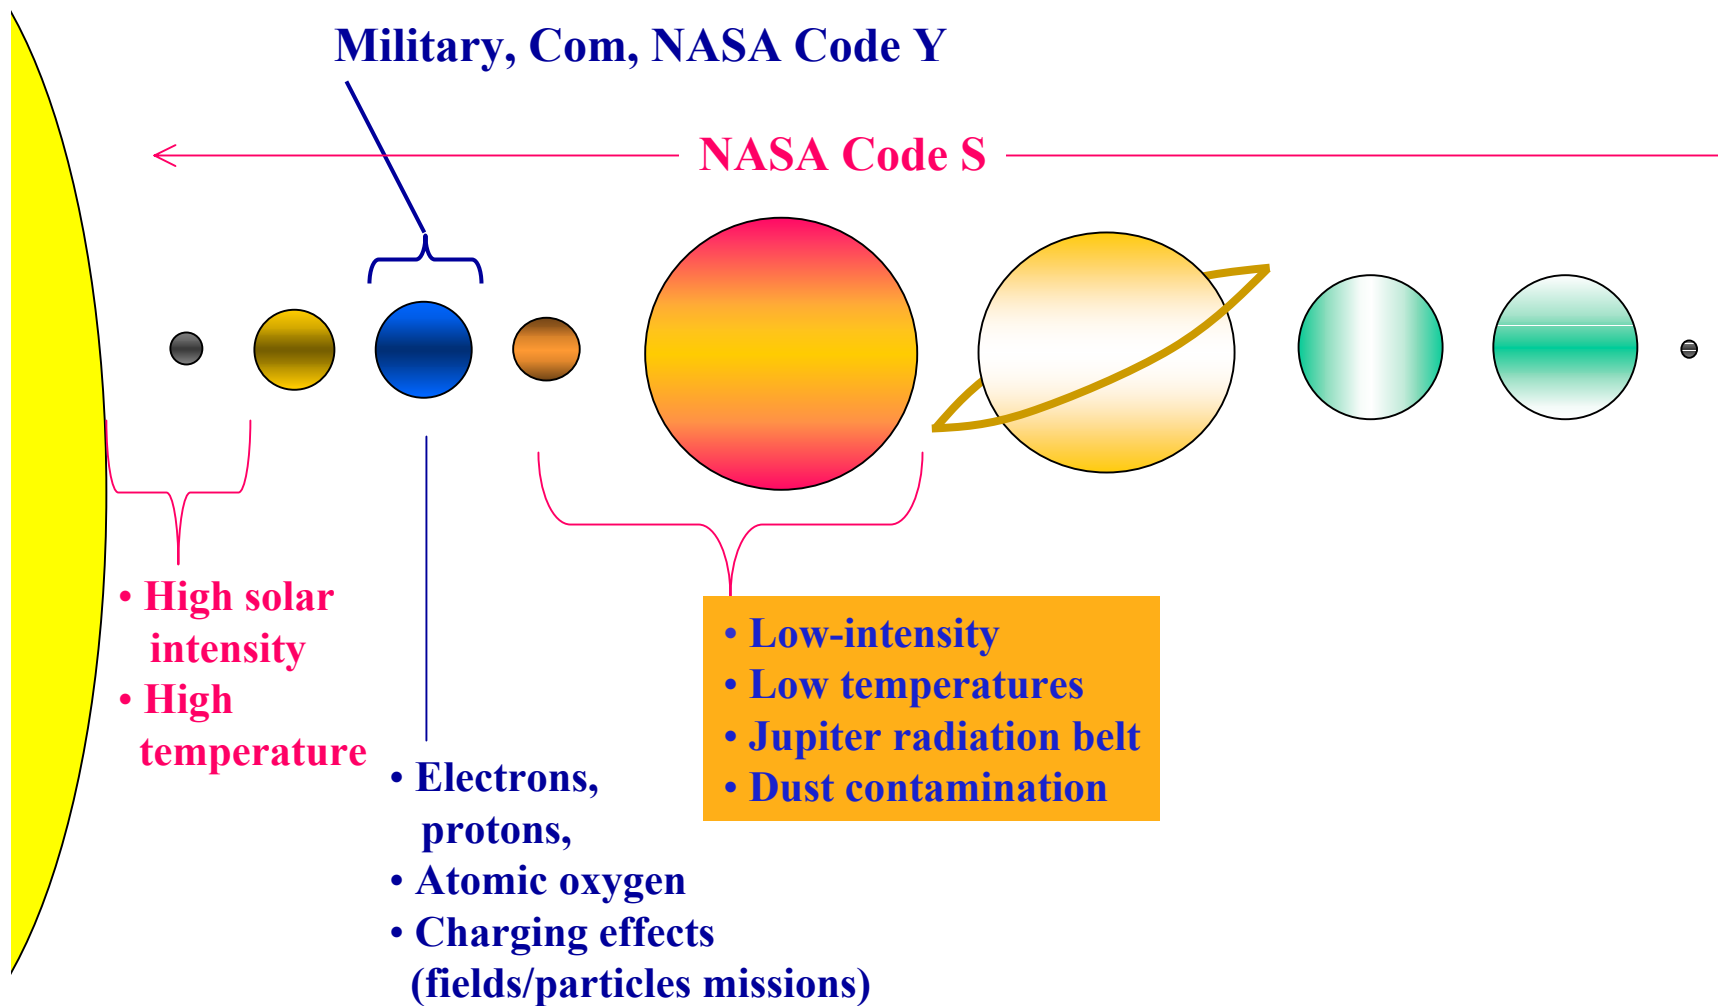 Military, Com, NASA Code Y
NASA Code S
• High solar
intensity
• High
temperature
• Electrons,
protons,
• Atomic oxygen
• Charging effects
(fields/particles missions)
• Low-intensity
• Low temperatures
• Jupiter radiation belt
• Dust contamination